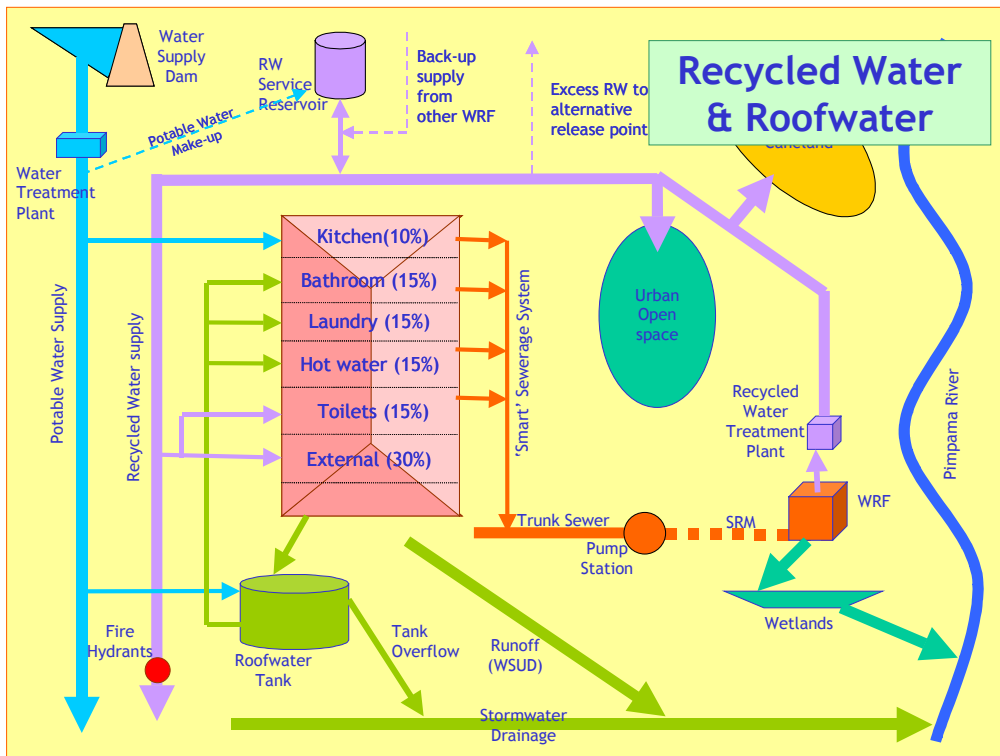 Water
Supply
Dam
RW
Service
Reservoir
Back-up
supply
from
other WRF
Excess RW to
alternative
release point
Recycled Water
& Roofwater
Caneland
Potable Water
Make-up
Water
Treatment
Plant
Kitchen(10%)
Bathroom (15%)
Laundry (15%)
Hot water (15%)
Toilets (15%)
External (30%)
Potable Water Supply
Recycled Water supply
'Smart’ Sewerage System
Urban
Open
space
Recycled
Water
Treatment
Plant
Pimpama River
WRF
SRM
Trunk Sewer
Pump
Station
Wetlands
Fire
Hydrants
Roofwater
Tank
Tank
Overflow
Runoff
(WSUD)
Stormwater
Drainage